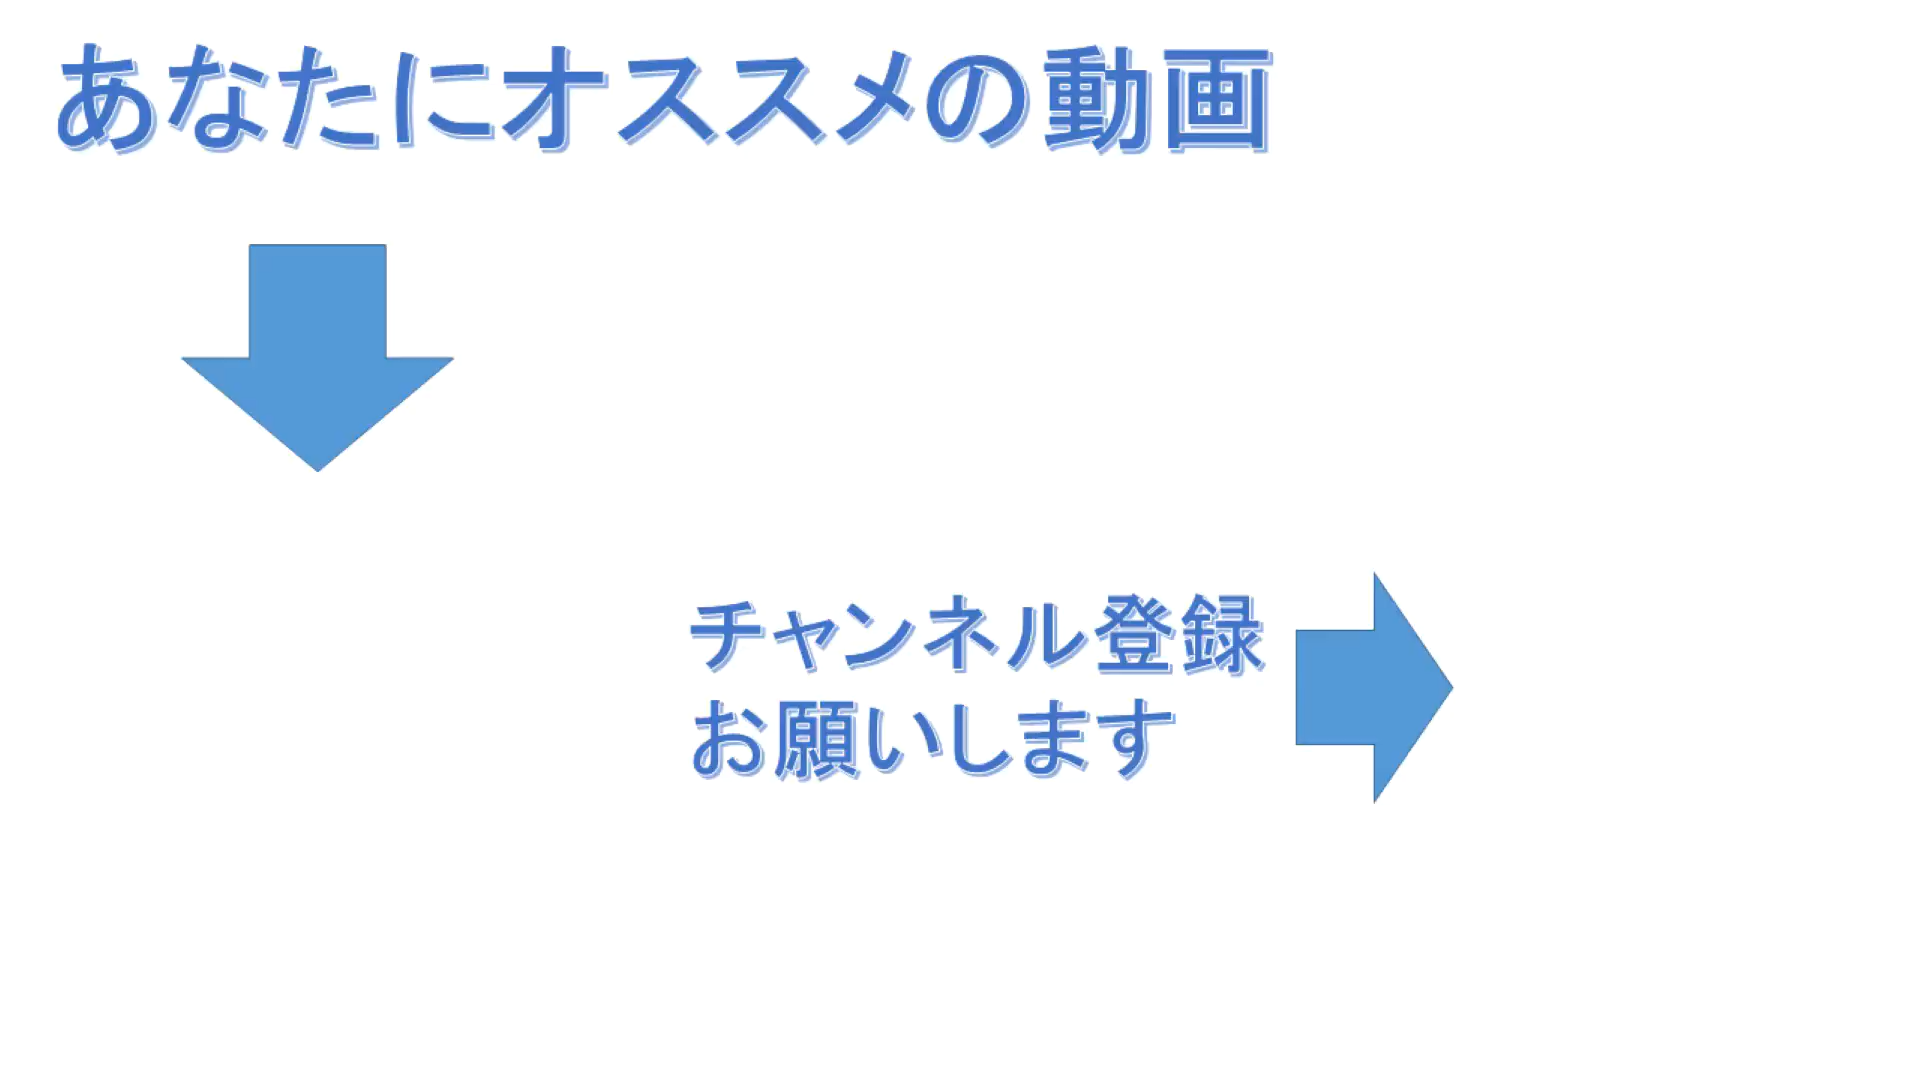 あなたにオススメの動画
チャンネル登録
お願いします